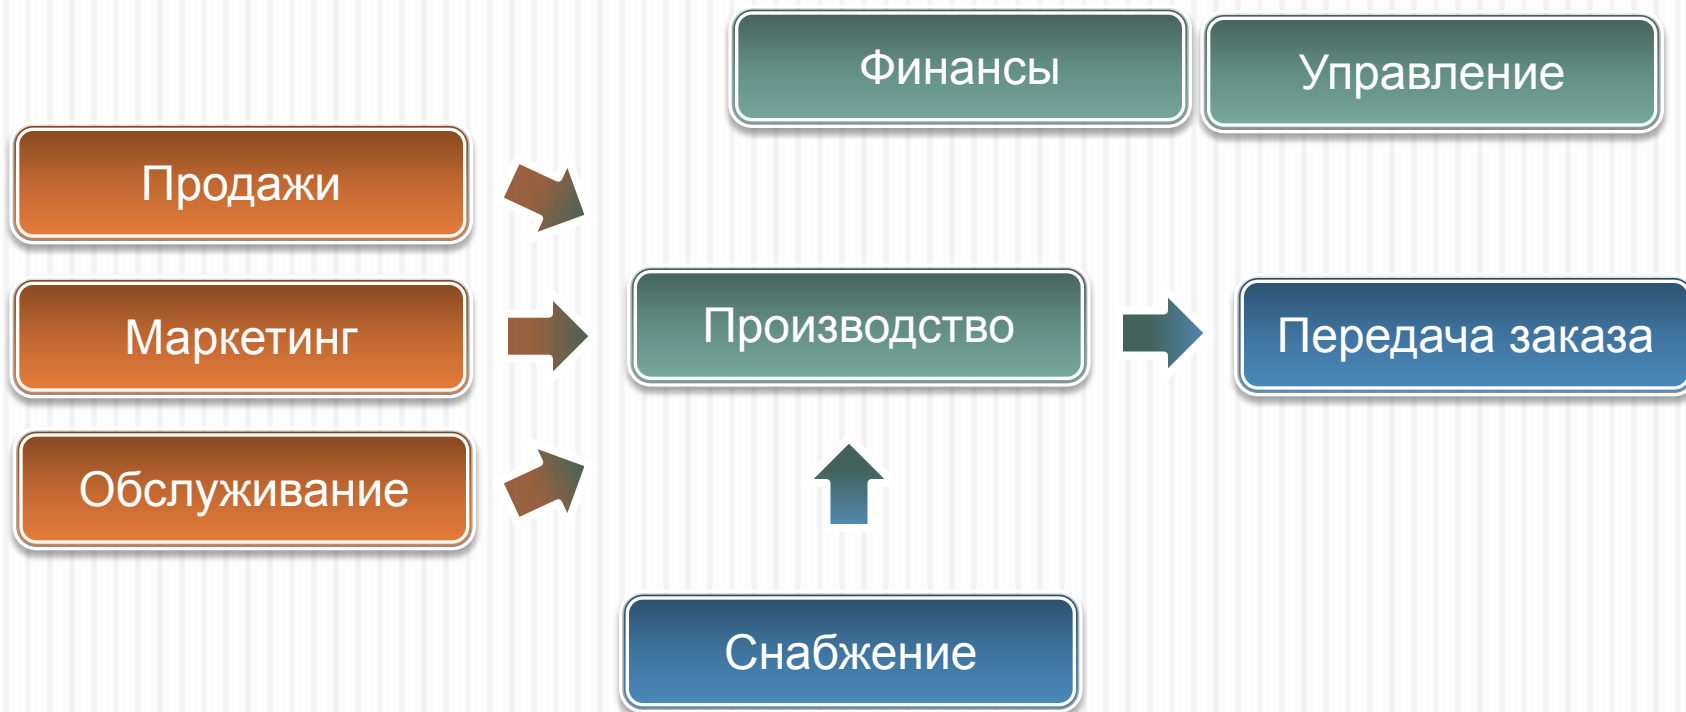 Финансы
Управление
Продажи
Маркетинг
Производство
Передача заказа
Обслуживание
Снабжение